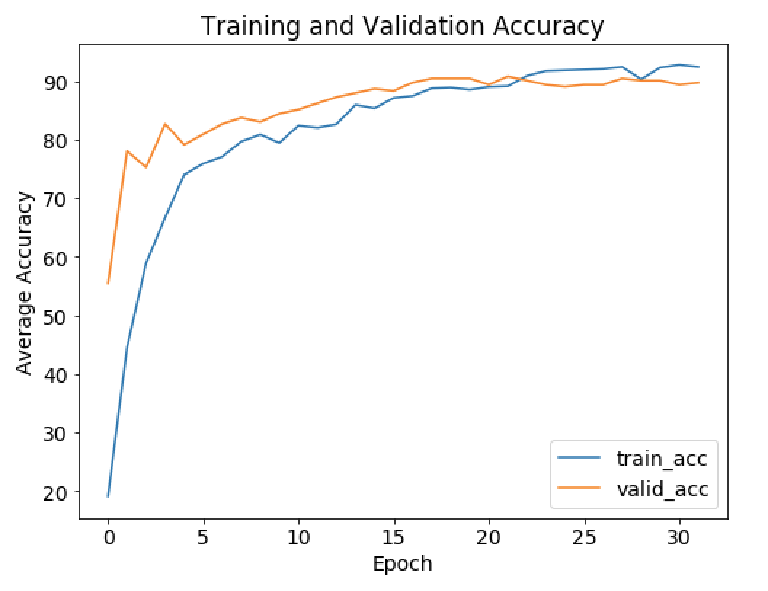 Training and Validation Accuracy
Average Accuracy
90
80
70
60
50
40
30
20
train_acc
valid_acc
0 5 10 15 20 25 30
Epoch